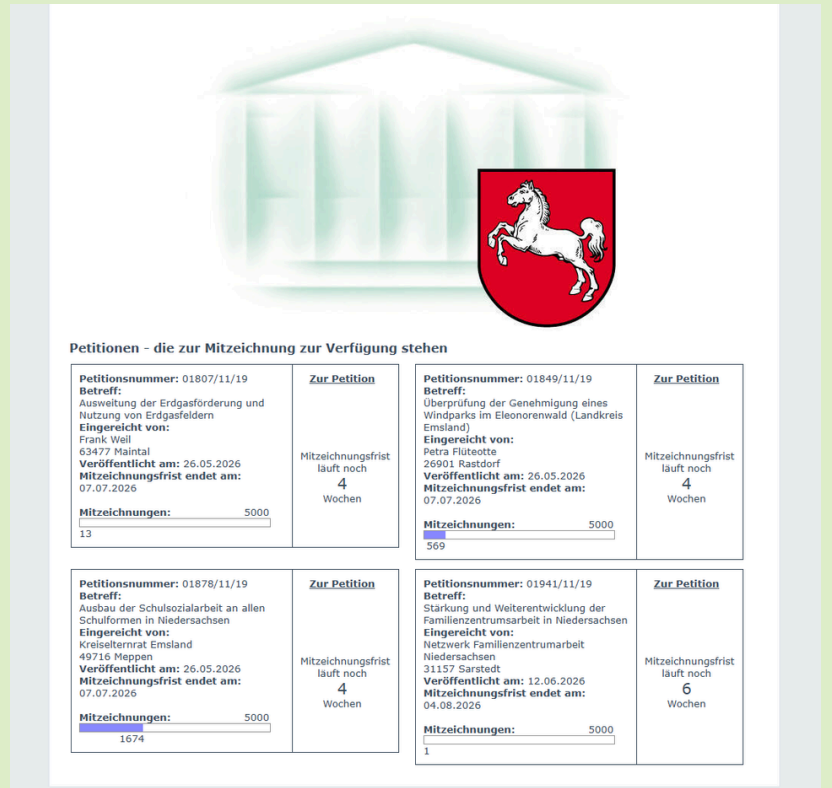 Petitionen - die zur Mitzeichnung zur Verfügung stehen
Petitionsnummer: 01807/11/19
Betreff:
Ausweitung der Erdgasförderung und
Nutzung von Erdgasfeldern
Eingereicht von:
Frank Weil
63477 Maintal
Veröffentlicht am: 26.05.2026
Mitzeichnungsfrist endet am:
07.07.2026
Mitzeichnungen: 5000
13
Zur Petition
Mitzeichnungsfrist
läuft noch
4
Wochen
Petitionsnummer: 01849/11/19
Betreff:
Überprüfung der Genehmigung eines
Windparks im Eleonorenwald (Landkreis
Emsland)
Eingereicht von:
Petra Flüteotte
26901 Rastdorf
Veröffentlicht am: 26.05.2026
Mitzeichnungsfrist endet am:
07.07.2026
Mitzeichnungen: 5000
569
Zur Petition
Mitzeichnungsfrist
läuft noch
4
Wochen
Petitionsnummer: 01878/11/19
Betreff:
Ausbau der Schulsozialarbeit an allen
Schulformen in Niedersachsen
Eingereicht von:
Kreiselternrat Emsland
49716 Meppen
Veröffentlicht am: 26.05.2026
Mitzeichnungsfrist endet am:
07.07.2026
Mitzeichnungen: 5000
1674
Zur Petition
Mitzeichnungsfrist
läuft noch
4
Wochen
Petitionsnummer: 01941/11/19
Betreff:
Stärkung und Weiterentwicklung der
Familienzentrumsarbeit in Niedersachsen
Eingereicht von:
Netzwerk Familienzentrumarbeit
Niedersachsen
31157 Sarstedt
Veröffentlicht am: 12.06.2026
Mitzeichnungsfrist endet am:
04.08.2026
Mitzeichnungen: 5000
1
Zur Petition
Mitzeichnungsfrist
läuft noch
6
Wochen